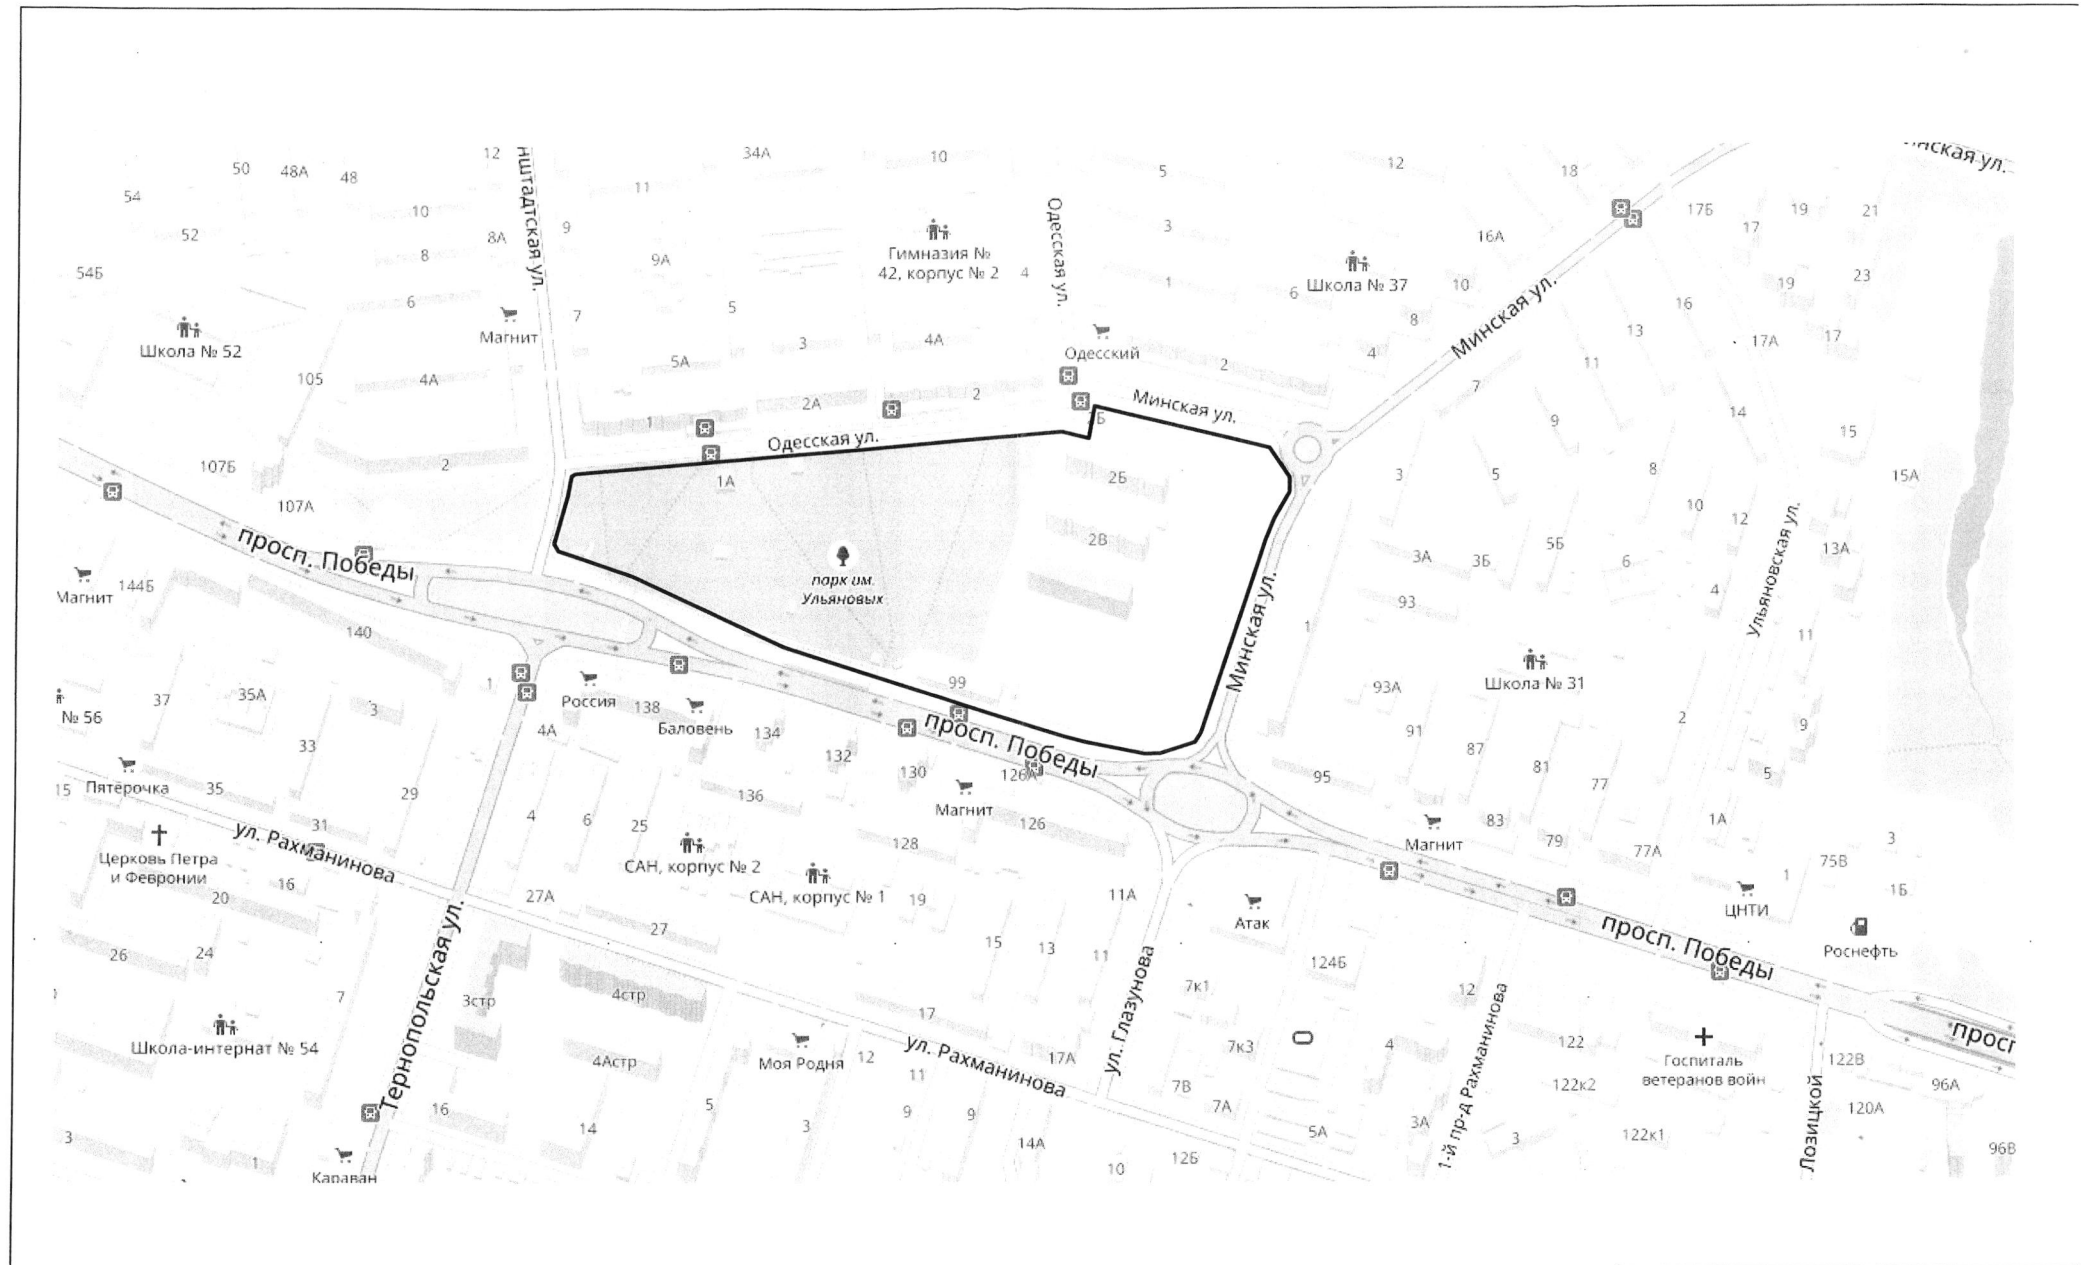 12
34А
10
нштадтская ул.
50
48А
48
11
5
12
18
инская ул.
54
10
Одесская ул.
17Б
19
21
52
8А
9
3
16А
17
8
9А
Гимназия №
42, корпус № 2
4
54Б
6
1
6
Школа № 37
10
19
23
7
5
8
16
Магнит
13
Школа № 52
3
4А
Одесский
4
Минская ул.
17А
17
105
4А
5А
2
7
11
2А
2
Минская ул.
14
1
2Б
9
15
Одесская ул.
107Б
2
1А
2Б
3
5
8
15А
107А
10
12
просп. Победы
2В
Ульяновская ул.
3А
3Б
5Б
6
13А
парк им.
Ульяновых
Магнит
144Б
93
4
140
1
Минская ул.
11
37
35А
3
1
Россия
138
99
93А
Школа № 31
№ 56
33
4А
Баловень
134
132
просп. Победы
91
87
2
9
Пятёрочка
35
29
136
130
126А
Магнит
95
81
77
5
15
31
4
6
25
126
83
1А
ул. Рахманинова
128
Магнит
79
77А
3
Церковь Петра
и Февронии
16
САН, корпус № 2
75В
1
1Б
20
27А
САН, корпус № 1
19
11А
ЦНТИ
Атак
27
просп. Победы
26
24
15
13
11
124Б
Роснефть
7
3стр
4стр
7к1
12
17
Тернопольская ул.
ул. Глазунова
1-й пр-д Рахманинова
Школа-интернат № 54
4Астр
Моя Родня
12
ул. Рахманинова
17А
7к3
4
122
Госпиталь
ветеранов войн
122В
просп
11
7В
122к2
96А
16
5
9
9
7А
120А
3
14
3
14А
5А
3А
3
122к1
Лозицкой
96В
1
Караван
10
12Б